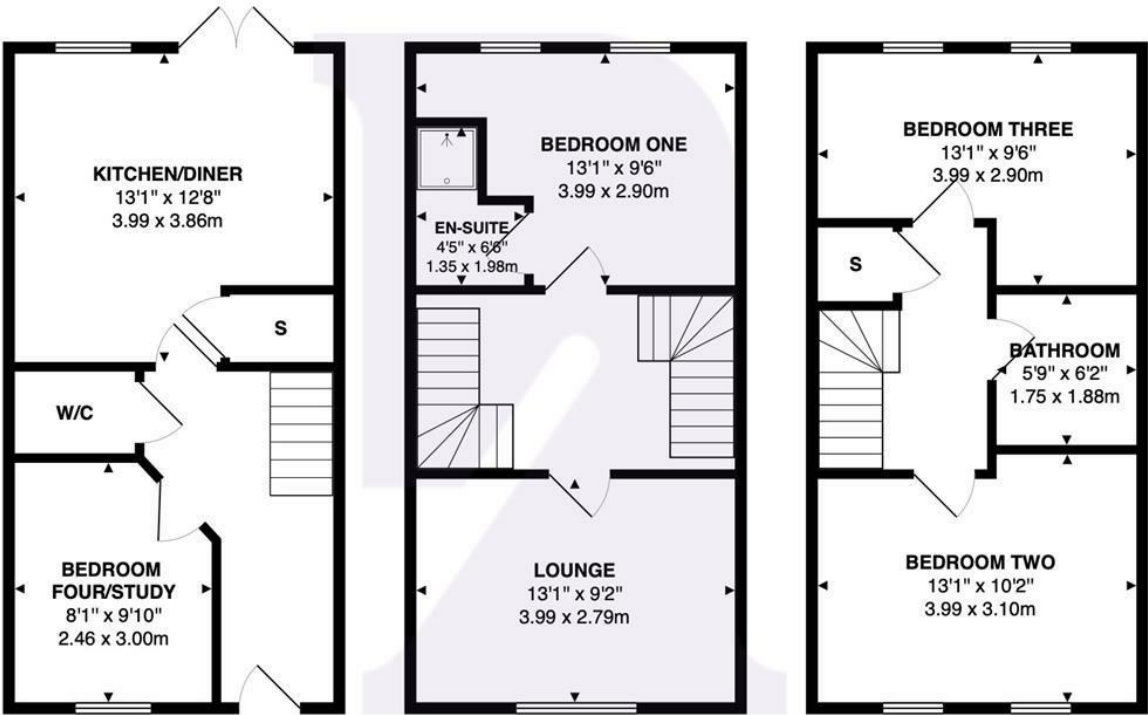 KITCHEN/DINER
13'1" x 12'8"
3.99 x 3.86m
S
W/C
BEDROOM
FOUR/STUDY
8'1" x 9'10"
2.46 x 3.00m
BEDROOM ONE
13'1" x 9'6"
3.99 x 2.90m
EN-SUITE
4'5" x 6'6"
1.35 x 1.98m
LOUNGE
13'1" x 9'2"
3.99 x 2.79m
BEDROOM THREE
13'1" x 9'6"
3.99 x 2.90m
S
BATHROOM
5'9" x 6'2"
1.75 x 1.88m
BEDROOM TWO
13'1" x 10'2"
3.99 x 3.10m